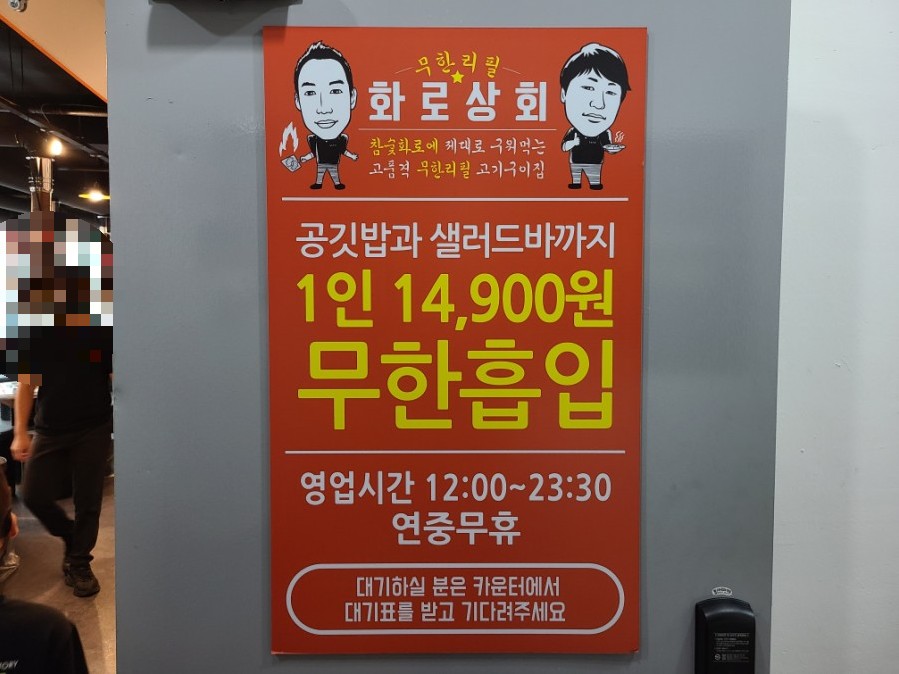 무한리필
화로상회
참숯화로에 제대로 구워먹는
고품격 무한리필 고기구이집
공깃밥과 샐러드바까지
1인 14,900원
무한흡입
영업시간 12:00~23:30
연중무휴
대기하실 분은 카운터에서
대기표를 받고 기다려주세요
ORY